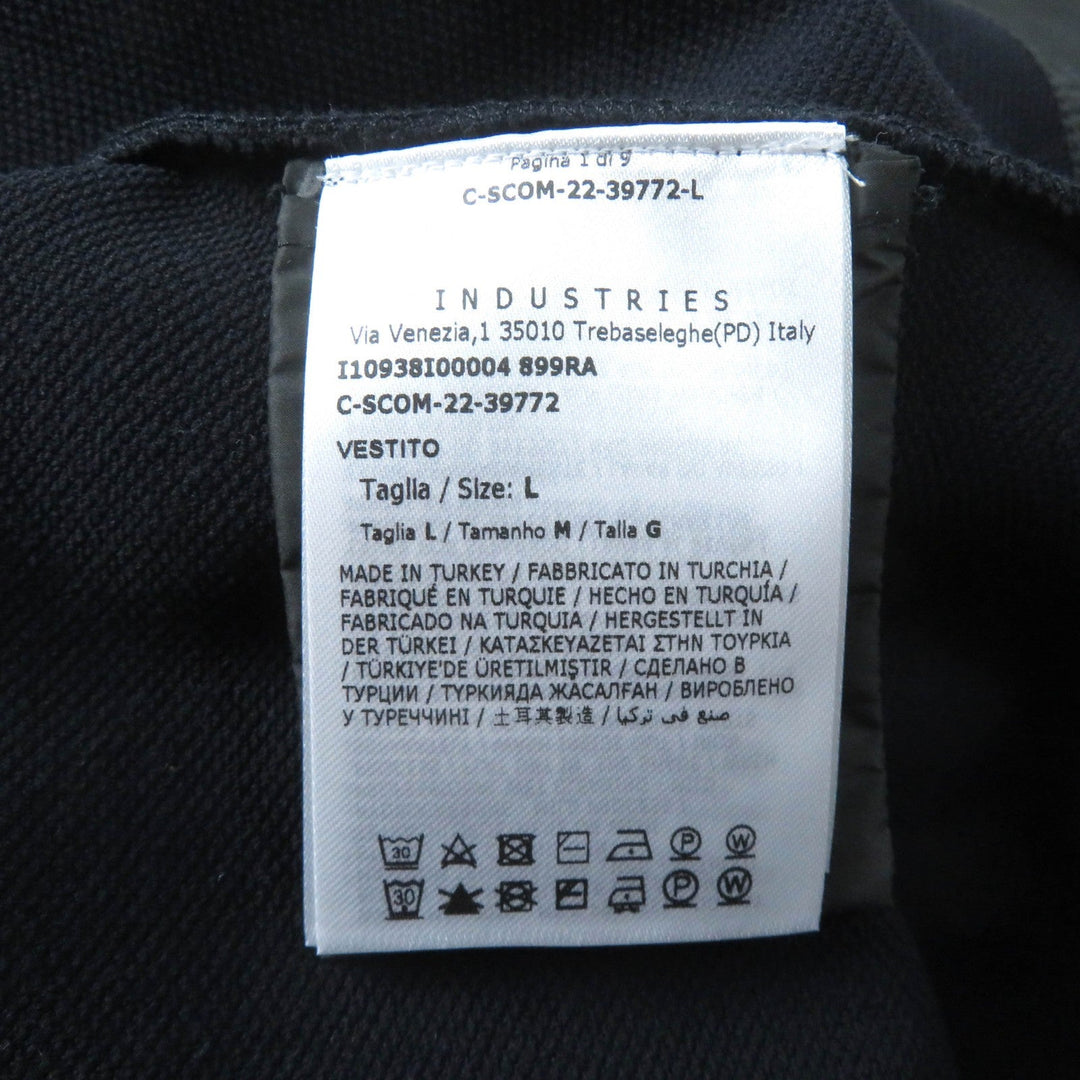 Pagina 1 di 9
C-SCOM-22-39772-L
INDUSTRIES
Via Venezia,1 35010 Trebaseleghe(PD) Italy
I10938I00004 899RA
C-SCOM-22-39772
VESTITO
Taglia / Size: L
Taglia L / Tamanho M / Talla G
MADE IN TURKEY / FABBRICATO IN TURCHIA /
FABRIQUÉ EN TURQUIE / HECHO EN TURQUÍA /
FABRICADO NA TURQUIA / HERGESTELLT IN
DER TÜRKEI / ΚΑΤΑΣΚΕΥΑΖΕΤΑΙ ΣΤΗΝ ΤΟΥΡΚΙΑ
/ TÜRKIYE'DE ÜRETILMIŞTIR / СДЕЛАНО В
ТУРЦИИ / ТҮРКИЯДА ЖАСАЛҒАН / ВИРОБЛЕНО
У ТУРЕЧЧИНІ / 土耳其製造 / صنع في تركيا
30 P W
30 P W